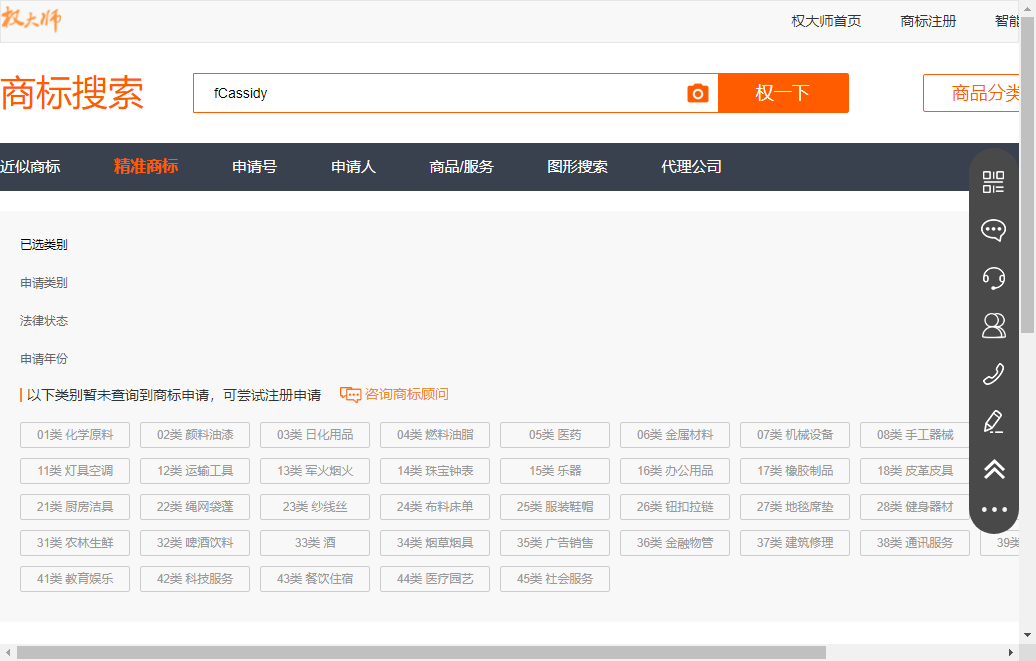 权大师
权大师首页 商标注册 智能
商标搜索
fCassidy
权一下
商品分类
近似商标 精准商标 申请号 申请人 商品/服务 图形搜索 代理公司
已选类别
申请类别
法律状态
申请年份
以下类别暂未查询到商标申请，可尝试注册申请 咨询商标顾问
01类 化学原料 02类 颜料油漆 03类 日化用品 04类 燃料油脂 05类 医药 06类 金属材料 07类 机械设备 08类 手工器械
11类 灯具空调 12类 运输工具 13类 军火烟火 14类 珠宝钟表 15类 乐器 16类 办公用品 17类 橡胶制品 18类 皮革皮具
21类 厨房洁具 22类 绳网袋蓬 23类 纱线丝 24类 布料床单 25类 服装鞋帽 26类 钮扣拉链 27类 地毯席垫 28类 健身器材
31类 农林生鲜 32类 啤酒饮料 33类 酒 34类 烟草烟具 35类 广告销售 36类 金融物管 37类 建筑修理 38类 通讯服务 39类
41类 教育娱乐 42类 科技服务 43类 餐饮住宿 44类 医疗园艺 45类 社会服务